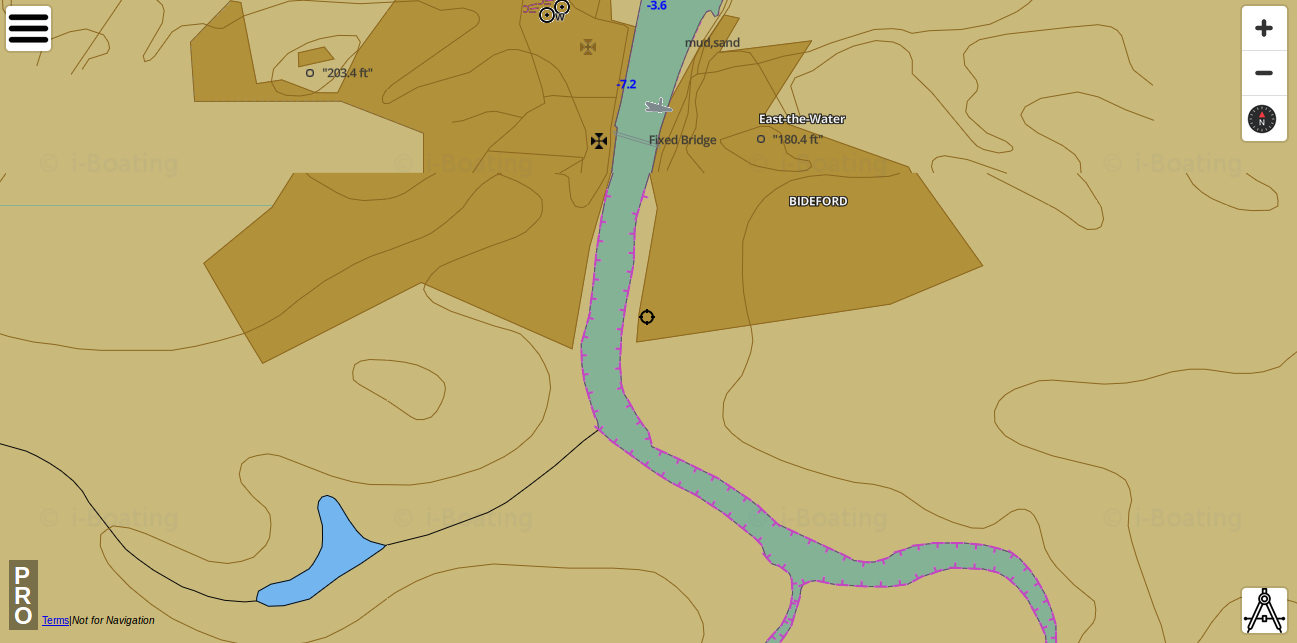 -3.6
W
mud,sand
"203.4 ft"
-7.2
East-the-Water
Fixed Bridge
"180.4 ft"
N
© i-Boating
© i-Boating
© i-Boating
© i-Boating
BIDEFORD
© i-Boating
© i-Boating
© i-Boating
© i-Boating
PRO
Terms|Not for Navigation